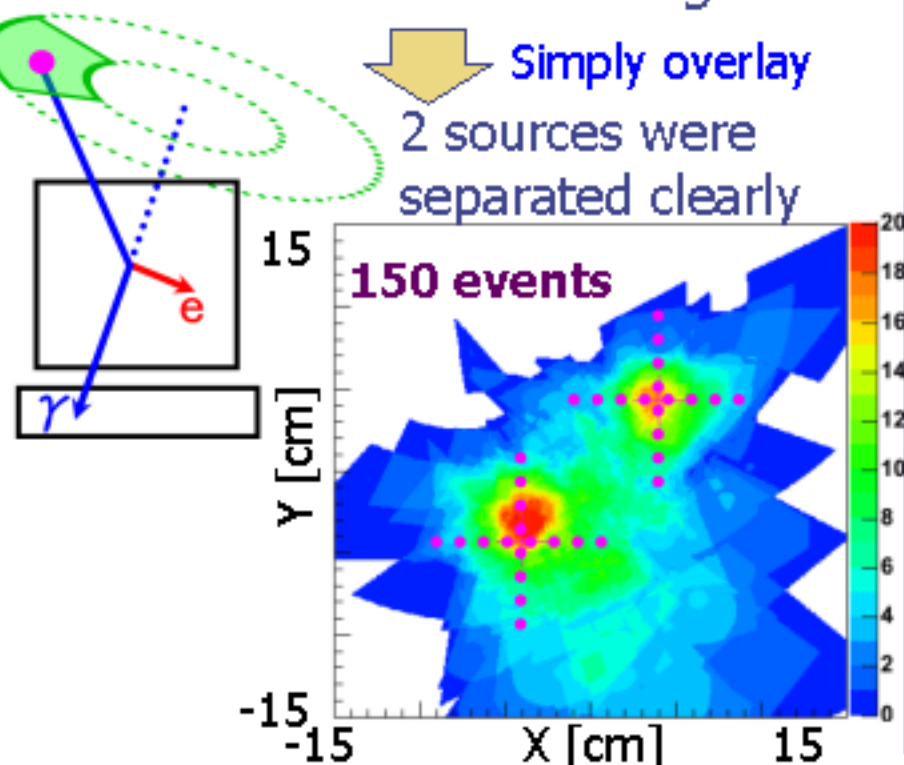 Simply overlay
2 sources were
separated clearly
e
γ
15
150 events
Y [cm]
-15
-15
X [cm]
15
20
18
16
14
12
10
8
6
4
2
0